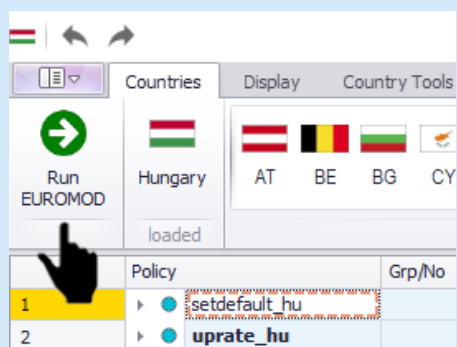 Countries Display Country Tools
Run
EUROMOD
Hungary
loaded
AT BE BG CY
Policy Grp/No
1 setdefault_hu
2 uprate_hu